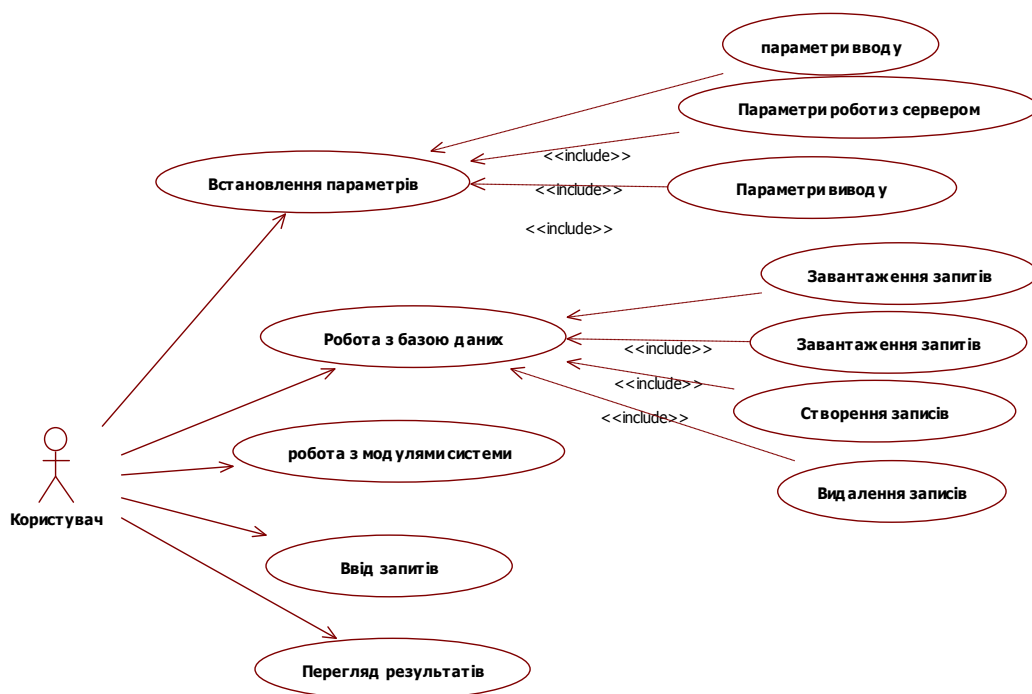 параметри вводу
Параметри роботи з сервером
<<include>>
Встановлення параметрів
<<include>>
Параметри виводу
<<include>>
Завантаження запитів
Робота з базою даних
Завантаження запитів
<<include>>
<<include>>
Створення записів
<<include>>
робота з модулями системи
Видалення записів
Користувач
Ввід запитів
Перегляд результатів